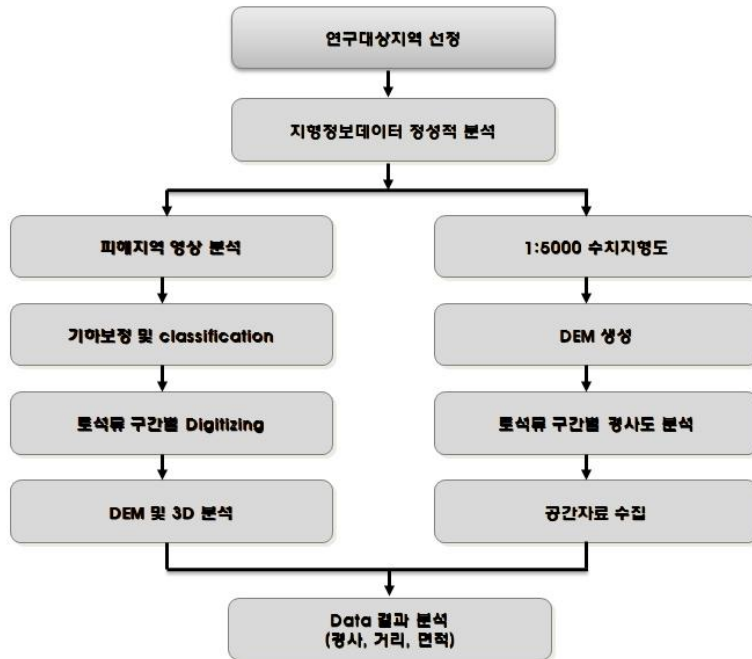 연구대상지역 선정
지형정보데이터 정성적 분석
피해지역 영상 분석
기하보정 및 classification
토석류 구간별 Digitizing
DEM 및 3D 분석
1:5000 수치지형도
DEM 생성
토석류 구간별 경사도 분석
공간자료 수집
Data 결과 분석
(경사, 거리, 면적)